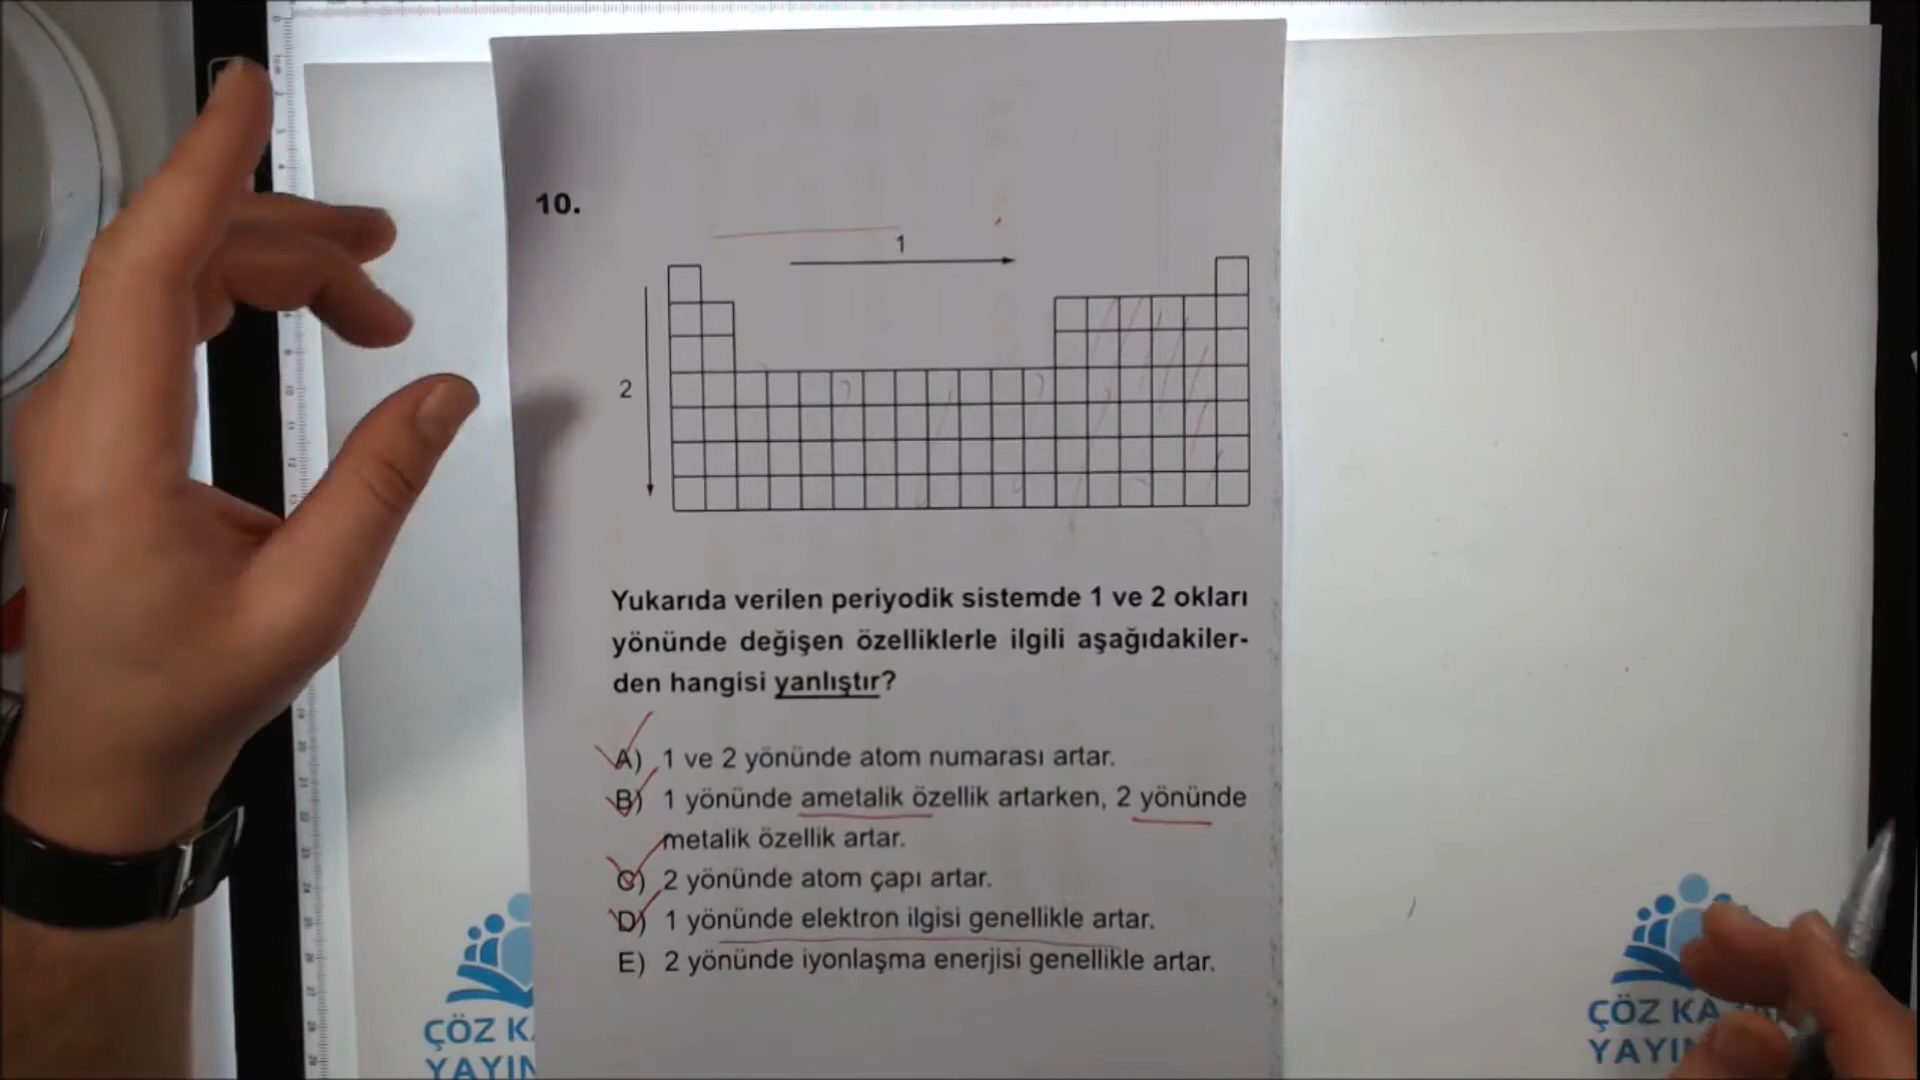 10.
1
2
Yukarıda verilen periyodik sistemde 1 ve 2 okları
yönünde değişen özelliklerle ilgili aşağıdakiler-
den hangisi yanlıştır?
A) 1 ve 2 yönünde atom numarası artar.
B) 1 yönünde ametalik özellik artarken, 2 yönünde
metalik özellik artar.
C) 2 yönünde atom çapı artar.
D) 1 yönünde elektron ilgisi genellikle artar.
E) 2 yönünde iyonlaşma enerjisi genellikle artar.
ÇÖZ KA
YAYIN
ÇÖZ KA
YAYIN